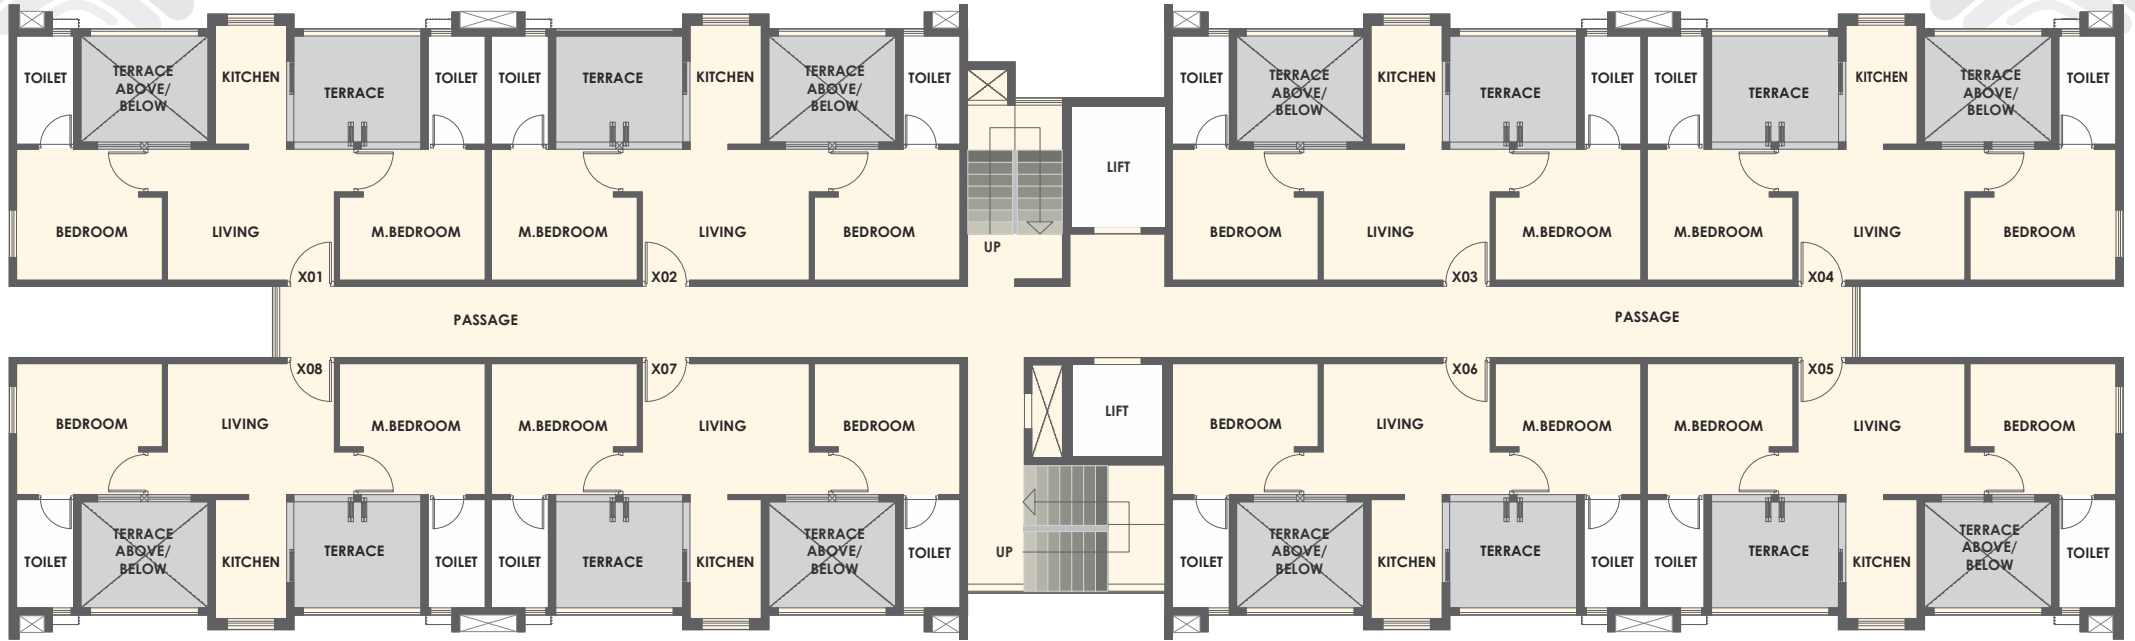 TOILET
TERRACE
ABOVE/
BELOW
KITCHEN
TERRACE
TOILET
TOILET
TERRACE
KITCHEN
TERRACE
ABOVE/
BELOW
TOILET
TOILET
TERRACE
ABOVE/
BELOW
KITCHEN
TERRACE
TOILET
TOILET
TERRACE
KITCHEN
TERRACE
ABOVE/
BELOW
TOILET
LIFT
BEDROOM
LIVING
M.BEDROOM
M.BEDROOM
LIVING
BEDROOM
UP
BEDROOM
LIVING
M.BEDROOM
M.BEDROOM
LIVING
BEDROOM
X01
X02
X03
X04
PASSAGE
PASSAGE
X08
X07
X06
X05
BEDROOM
LIVING
M.BEDROOM
M.BEDROOM
LIVING
BEDROOM
LIFT
BEDROOM
LIVING
M.BEDROOM
M.BEDROOM
LIVING
BEDROOM
TOILET
TERRACE
ABOVE/
BELOW
KITCHEN
TERRACE
TOILET
TOILET
TERRACE
KITCHEN
TERRACE
ABOVE/
BELOW
TOILET
UP
TOILET
TERRACE
ABOVE/
BELOW
KITCHEN
TERRACE
TOILET
TOILET
TERRACE
KITCHEN
TERRACE
ABOVE/
BELOW
TOILET